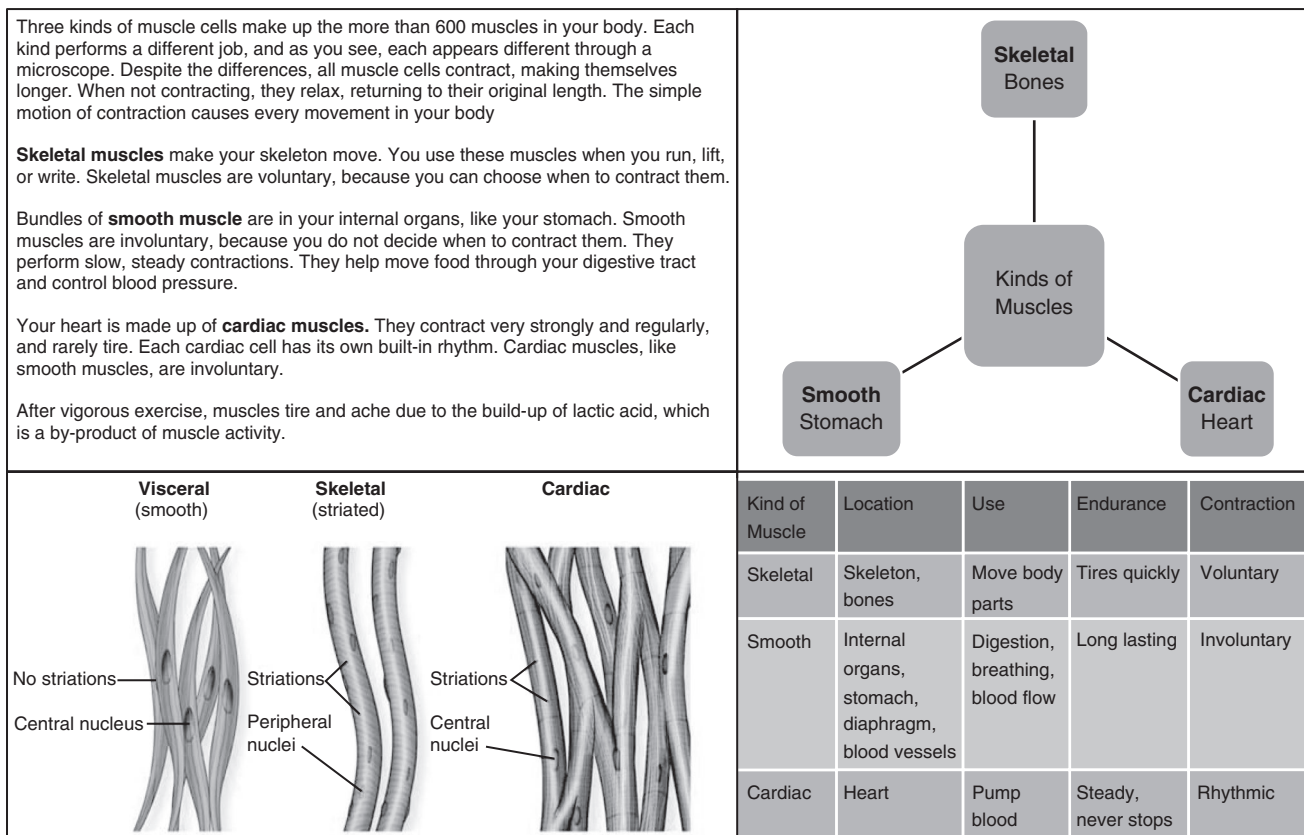 Three kinds of muscle cells make up the more than 600 muscles in your body. Each
kind performs a different job, and as you see, each appears different through a
microscope. Despite the differences, all muscle cells contract, making themselves
longer. When not contracting, they relax, returning to their original length. The simple
motion of contraction causes every movement in your body
Skeletal muscles make your skeleton move. You use these muscles when you run, lift,
or write. Skeletal muscles are voluntary, because you can choose when to contract them.
Bundles of smooth muscle are in your internal organs, like your stomach. Smooth
muscles are involuntary, because you do not decide when to contract them. They
perform slow, steady contractions. They help move food through your digestive tract
and control blood pressure.
Your heart is made up of cardiac muscles. They contract very strongly and regularly,
and rarely tire. Each cardiac cell has its own built-in rhythm. Cardiac muscles, like
smooth muscles, are involuntary.
After vigorous exercise, muscles tire and ache due to the build-up of lactic acid, which
is a by-product of muscle activity.
Skeletal
Bones
Kinds of
Muscles
Smooth
Stomach
Cardiac
Heart
Visceral
(smooth)
Skeletal
(striated)
Cardiac
No striations
Central nucleus
Striations
Peripheral
nuclei
Striations
Central
nuclei
Kind of
Muscle
Location
Use
Endurance
Contraction
Skeletal
Skeleton,
bones
Move body
parts
Tires quickly
Voluntary
Smooth
Internal
organs,
stomach,
diaphragm,
blood vessels
Digestion,
breathing,
blood flow
Long lasting
Involuntary
Cardiac
Heart
Pump
blood
Steady,
never stops
Rhythmic